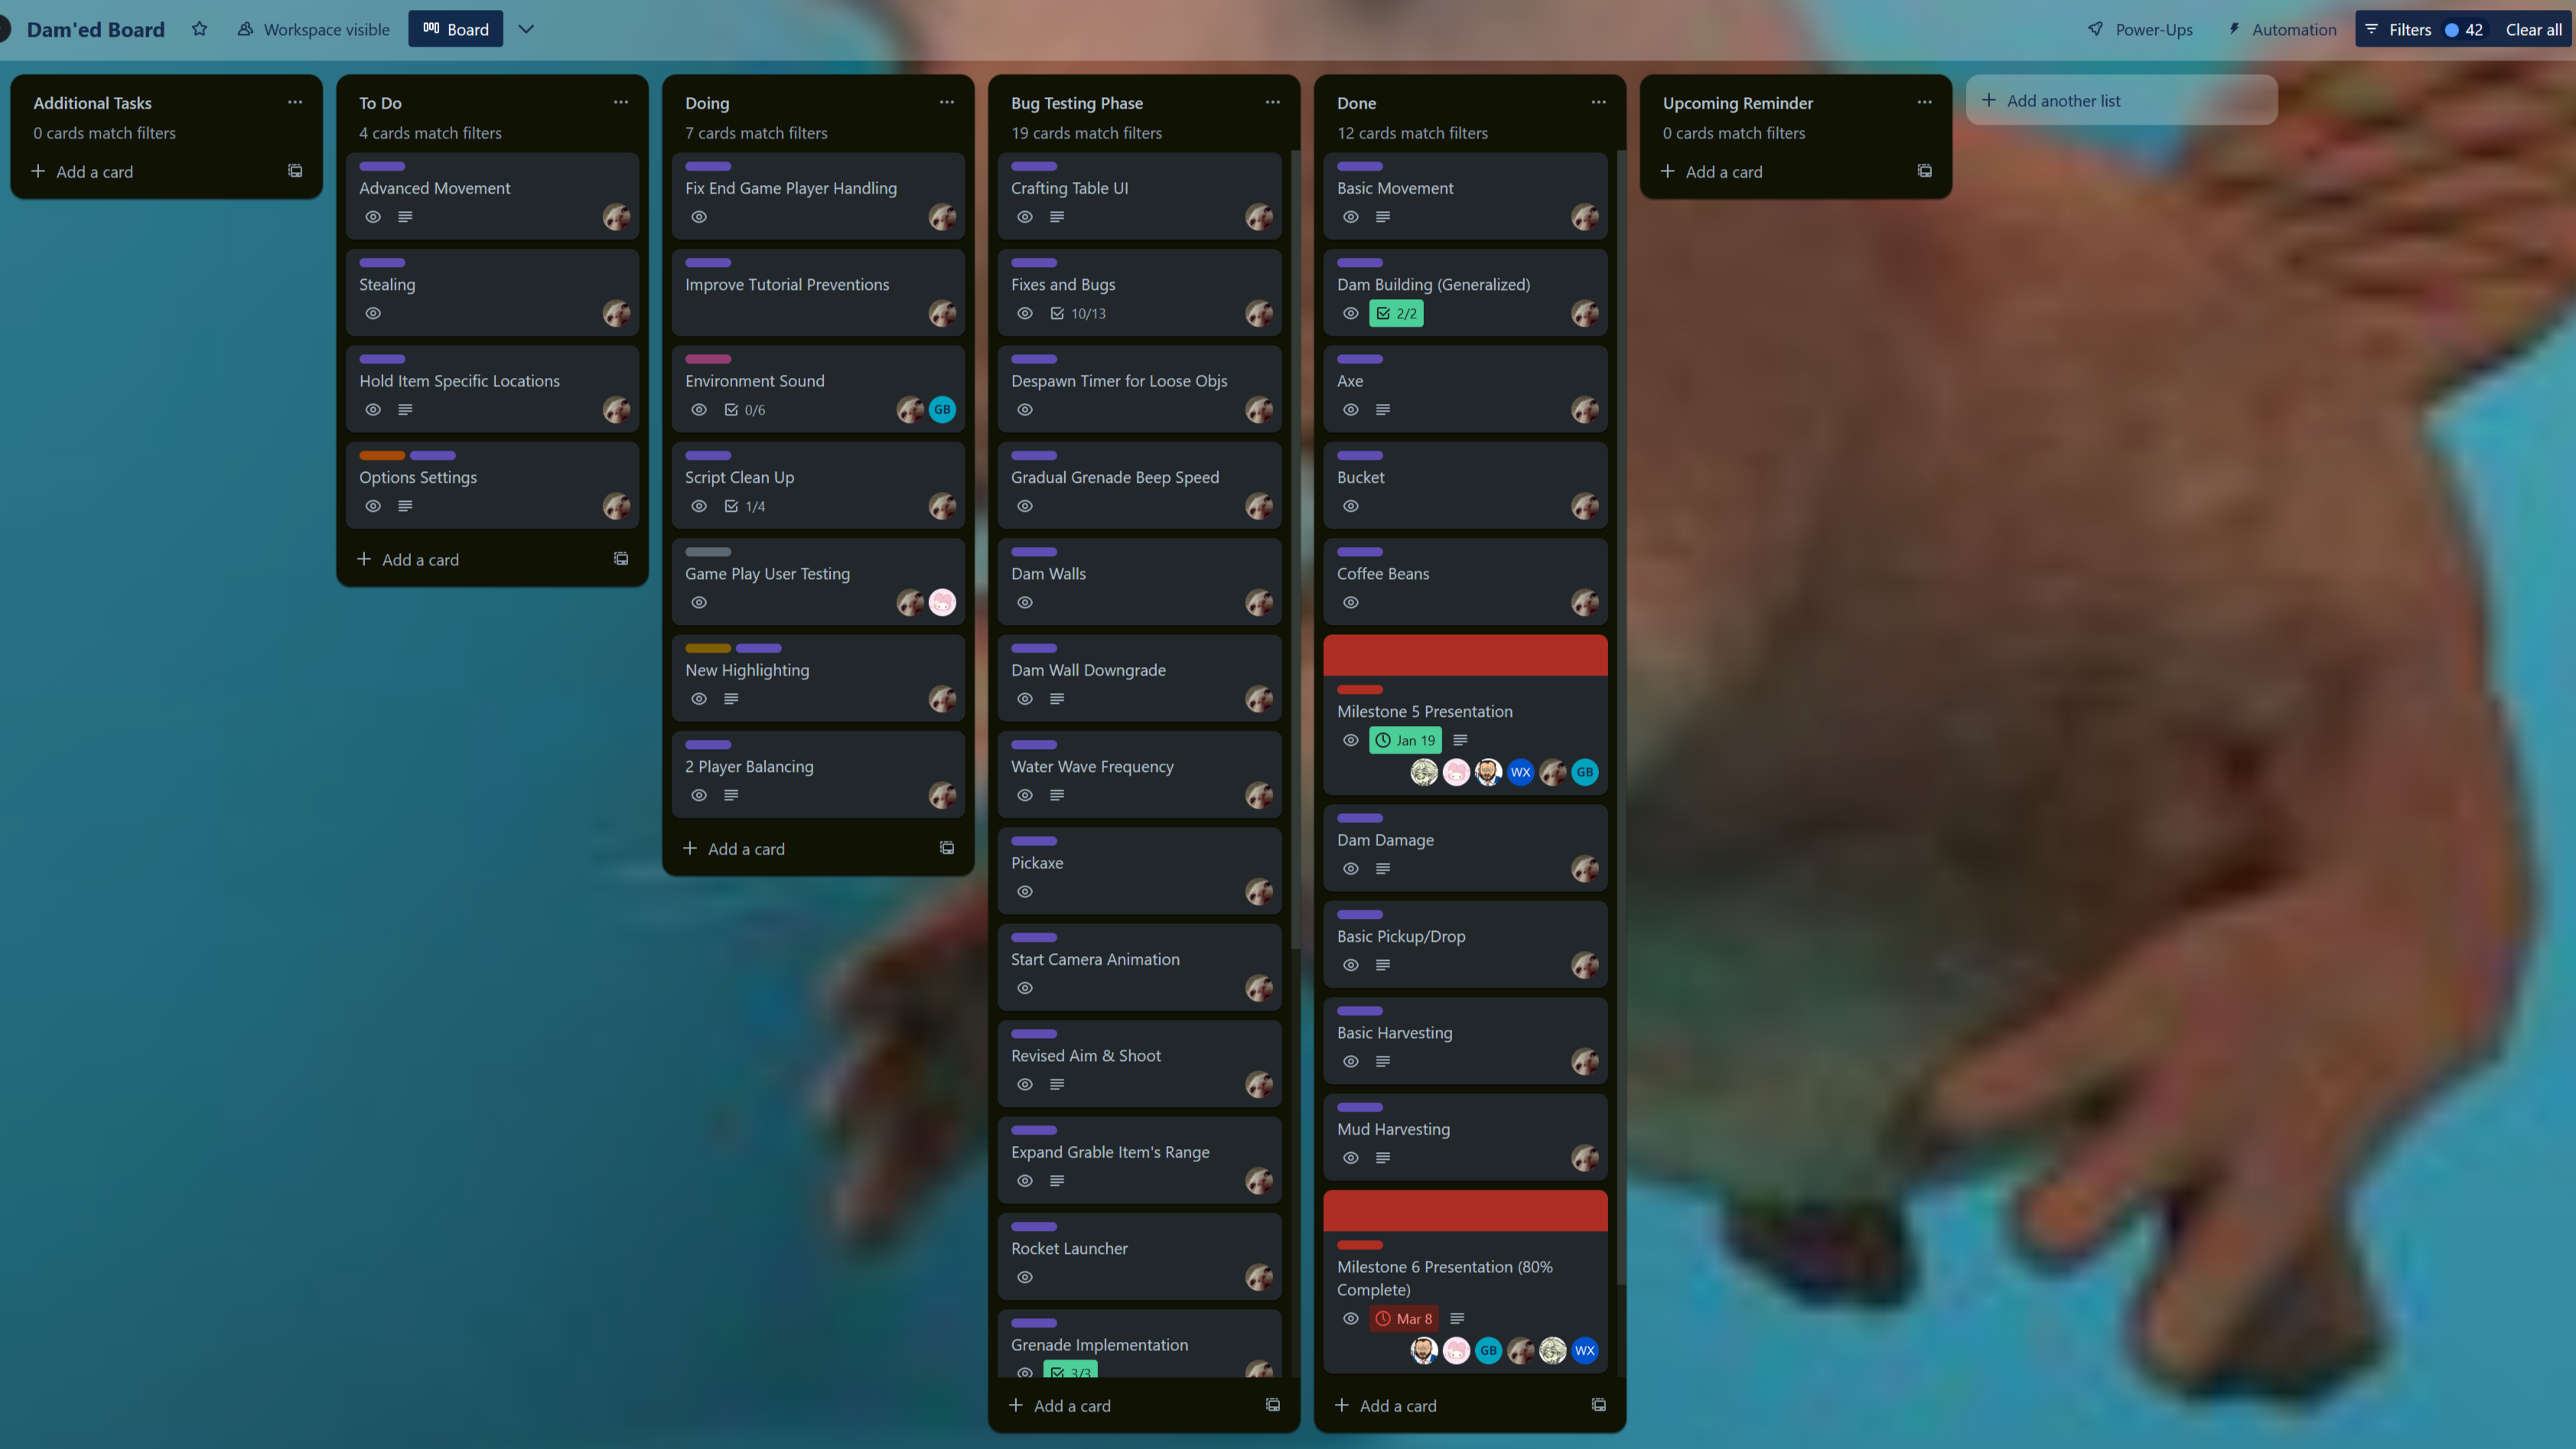 Dam'ed Board
Workspace visible
Board
Power-Ups
Automation
Filters
42
Clear all
Additional Tasks
0 cards match filters
Add a card
To Do
4 cards match filters
Advanced Movement
Stealing
Hold Item Specific Locations
Options Settings
Add a card
Doing
7 cards match filters
Fix End Game Player Handling
Improve Tutorial Preventions
Environment Sound
0/6
GB
Script Clean Up
1/4
Game Play User Testing
New Highlighting
2 Player Balancing
Add a card
Bug Testing Phase
19 cards match filters
Crafting Table UI
Fixes and Bugs
10/13
Despawn Timer for Loose Objs
Gradual Grenade Beep Speed
Dam Walls
Dam Wall Downgrade
Water Wave Frequency
Pickaxe
Start Camera Animation
Revised Aim & Shoot
Expand Grable Item's Range
Rocket Launcher
Grenade Implementation
3/3
Add a card
Done
12 cards match filters
Basic Movement
Dam Building (Generalized)
2/2
Axe
Bucket
Coffee Beans
Milestone 5 Presentation
Jan 19
WX
GB
Dam Damage
Basic Pickup/Drop
Basic Harvesting
Mud Harvesting
Milestone 6 Presentation (80%
Complete)
Mar 8
GB
WX
Add a card
Upcoming Reminder
0 cards match filters
Add a card
Add another list